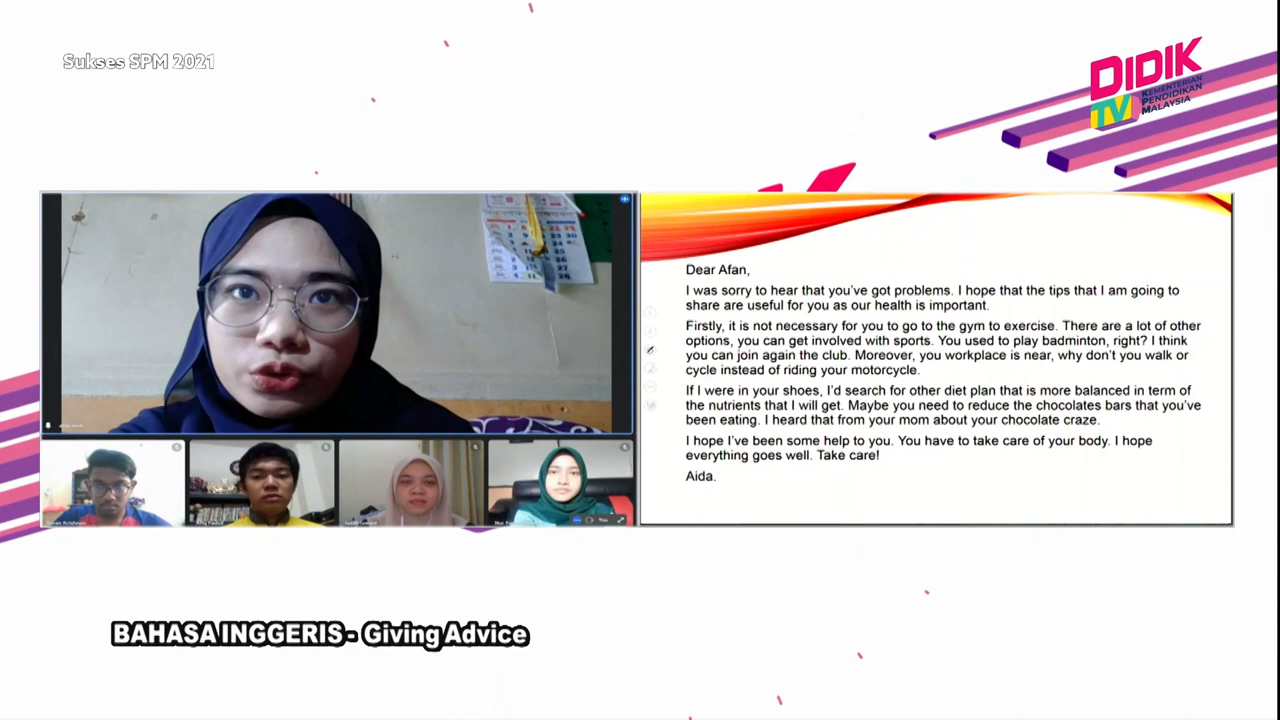 Sukses SPM 2021
DIDIK
TV
KEMENTERIAN
PENDIDIKAN
MALAYSIA
Dear Afan,
I was sorry to hear that you've got problems. I hope that the tips that I am going to
share are useful for you as our health is important.
Firstly, it is not necessary for you to go to the gym to exercise. There are a lot of other
options, you can get involved with sports. You used to play badminton, right? I think
you can join again the club. Moreover, you workplace is near, why don't you walk or
cycle instead of riding your motorcycle.
If I were in your shoes, I'd search for other diet plan that is more balanced in term of
the nutrients that I will get. Maybe you need to reduce the chocolates bars that you've
been eating. I heard that from your mom about your chocolate craze.
I hope I've been some help to you. You have to take care of your body. I hope
everything goes well. Take care!
Aida.
BAHASA INGGERIS - Giving Advice